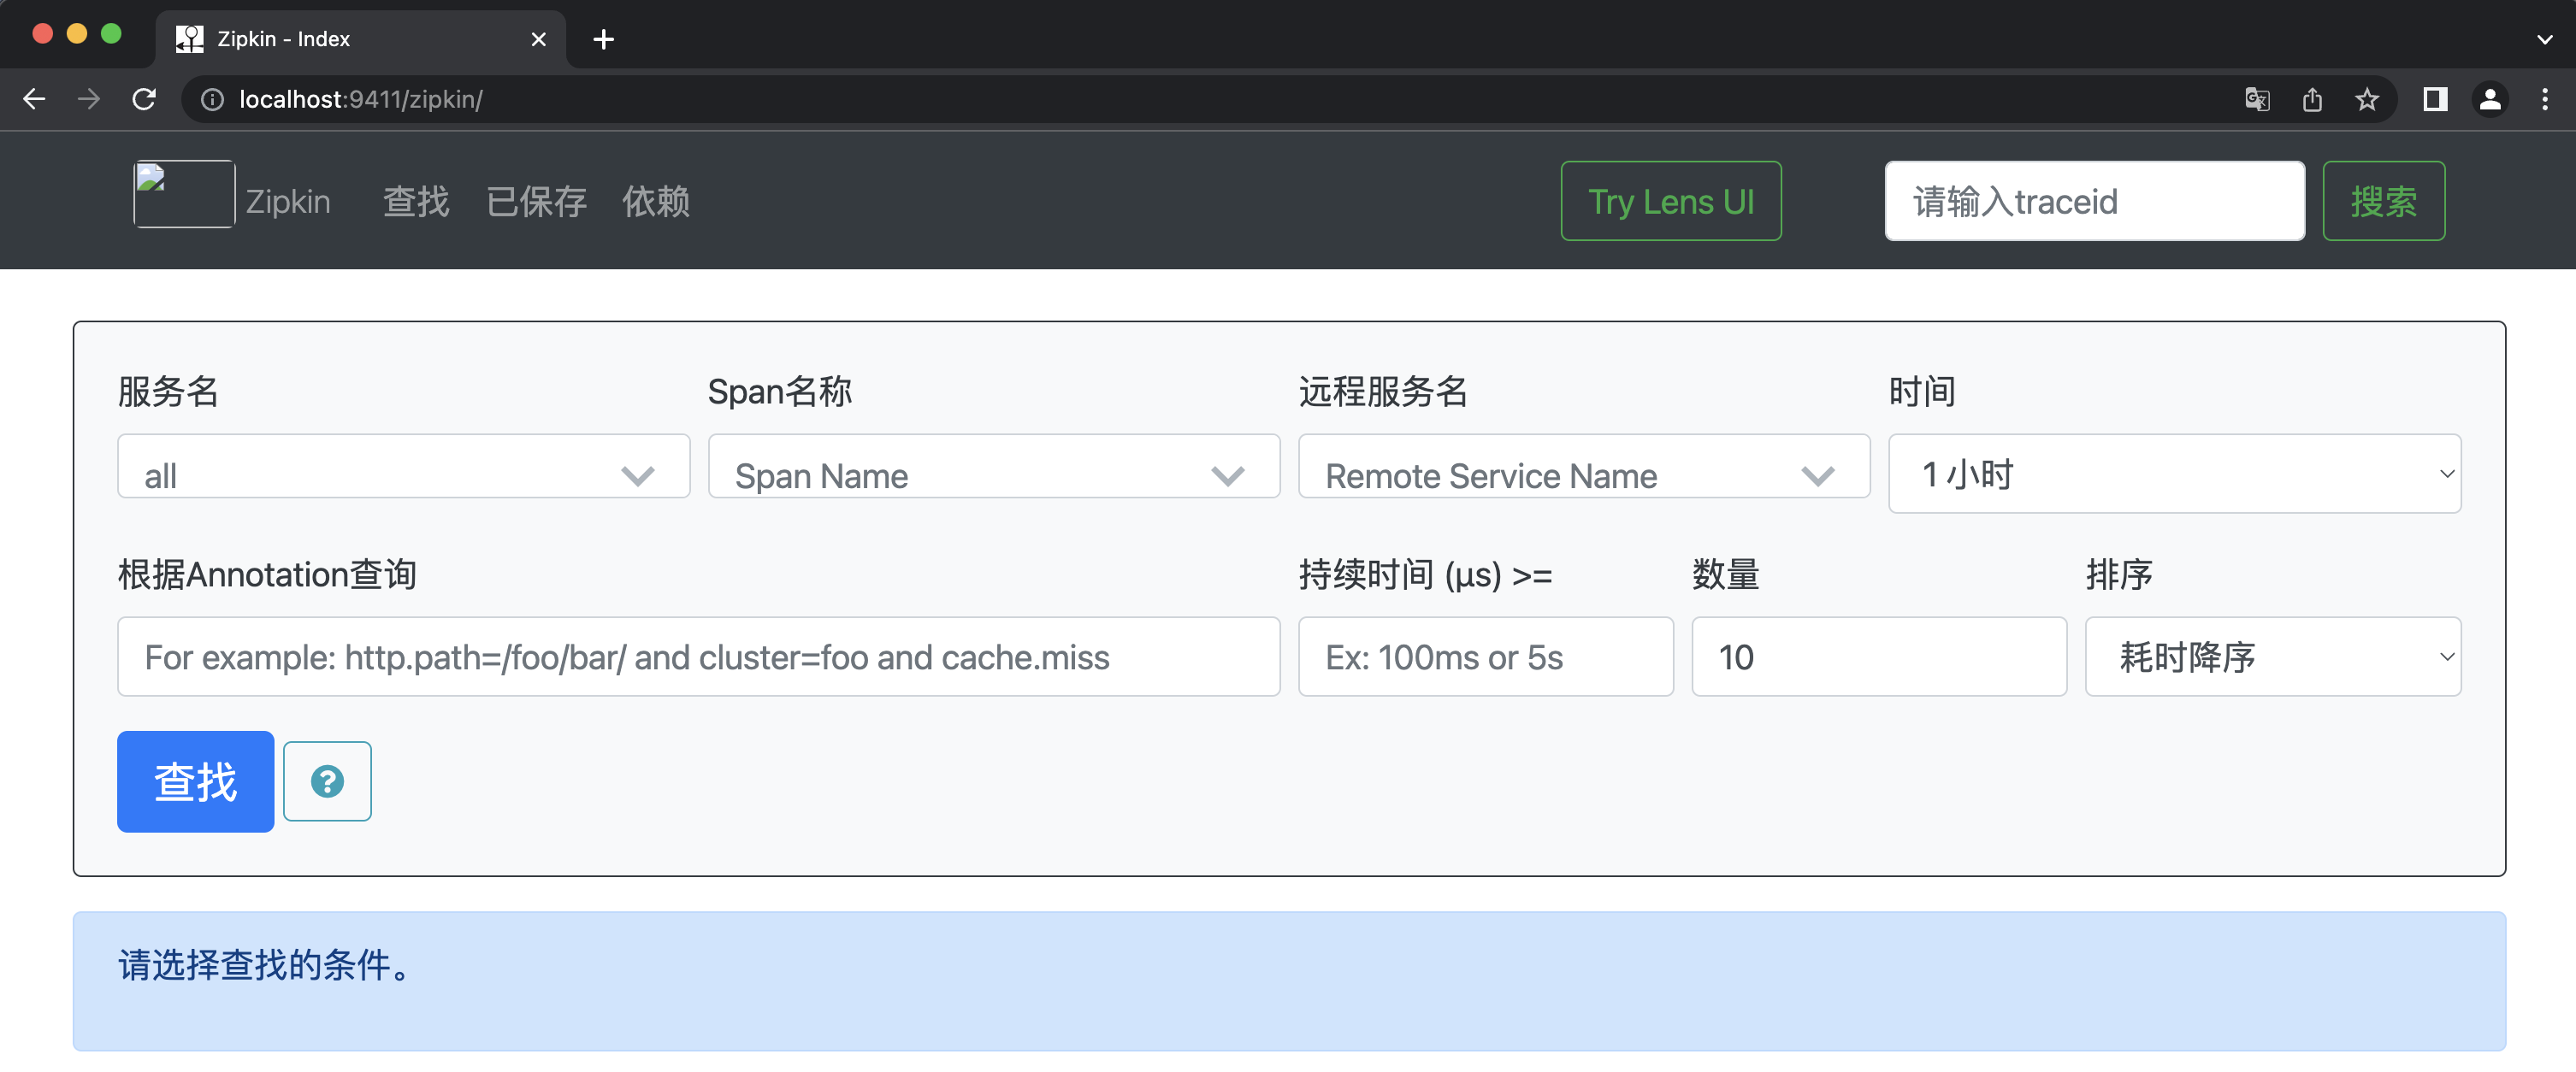 Zipkin - Index
localhost:9411/zipkin/
Zipkin 查找 已保存 依赖 Try Lens UI 请输入traceid 搜索
服务名 Span名称 远程服务名 时间
all Span Name Remote Service Name 1 小时
根据Annotation查询 持续时间 (μs) >= 数量 排序
For example: http.path=/foo/bar/ and cluster=foo and cache.miss Ex: 100ms or 5s 10 耗时降序
查找 ?
请选择查找的条件。